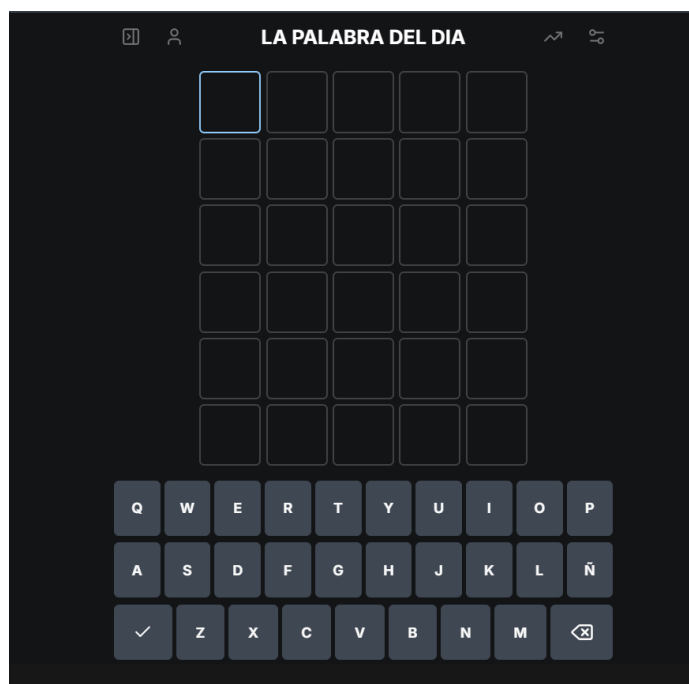 LA PALABRA DEL DIA
Q W E R T Y U I O P
A S D F G H J K L Ñ
Z X C V B N M